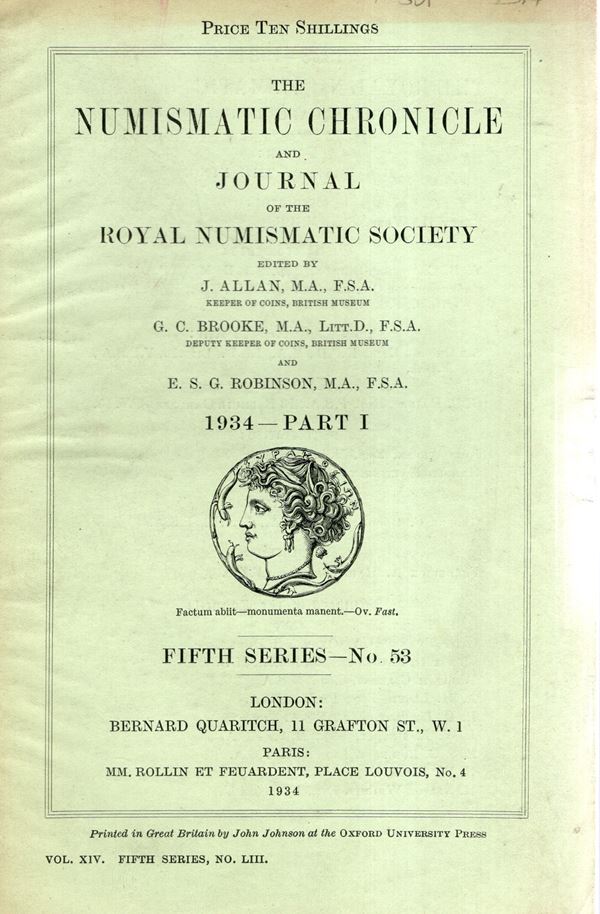 PRICE TEN SHILLINGS
THE
NUMISMATIC CHRONICLE
AND
JOURNAL
OF THE
ROYAL NUMISMATIC SOCIETY
EDITED BY
J. ALLAN, M.A., F.S.A.
KEEPER OF COINS, BRITISH MUSEUM
G. C. BROOKE, M.A., LITT.D., F.S.A.
DEPUTY KEEPER OF COINS, BRITISH MUSEUM
AND
E. S. G. ROBINSON, M.A., F.S.A.
1934—PART I
Factum abiit—monumenta manent.—Ov. Fast.
FIFTH SERIES—No. 53
LONDON:
BERNARD QUARITCH, 11 GRAFTON ST., W. 1
PARIS:
MM. ROLLIN ET FEUARDENT, PLACE LOUVOIS, No. 4
1934
Printed in Great Britain by John Johnson at the OXFORD UNIVERSITY PRESS
VOL. XIV. FIFTH SERIES, NO. LIII.